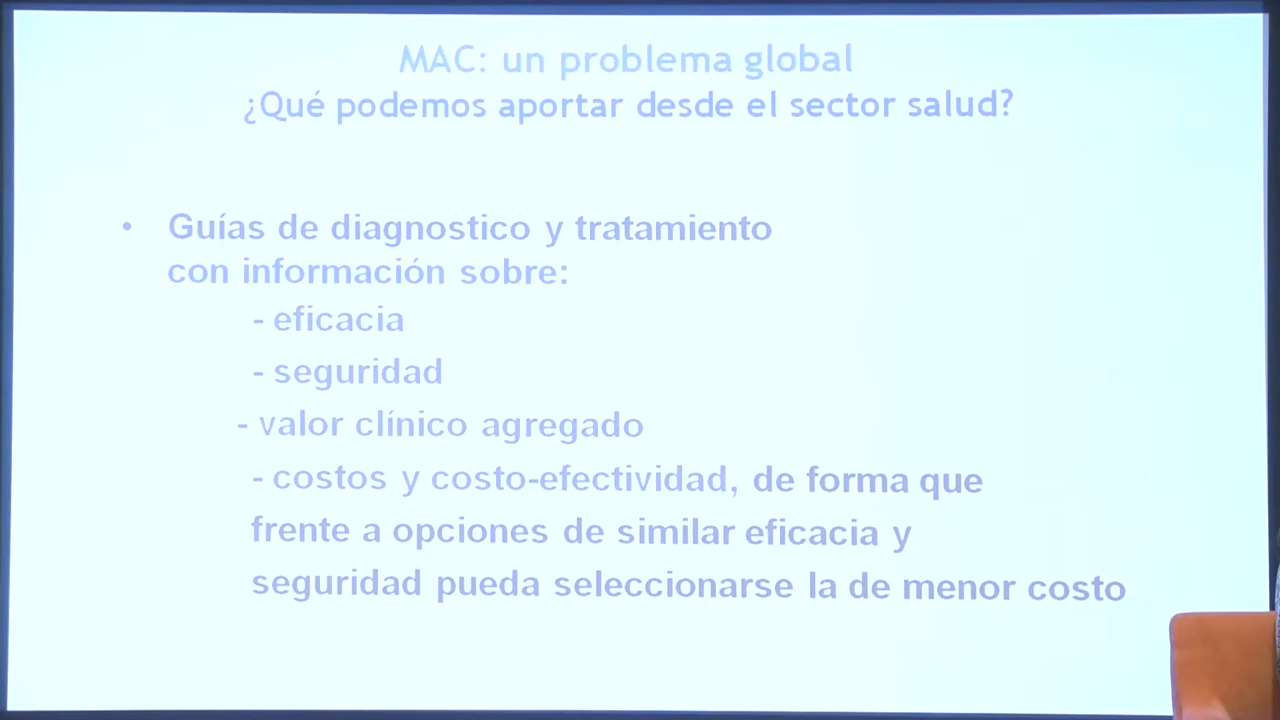 MAC: un problema global
¿Qué podemos aportar desde el sector salud?
• Guías de diagnostico y tratamiento
con información sobre:
- eficacia
- seguridad
- valor clínico agregado
- costos y costo-efectividad, de forma que
frente a opciones de similar eficacia y
seguridad pueda seleccionarse la de menor costo